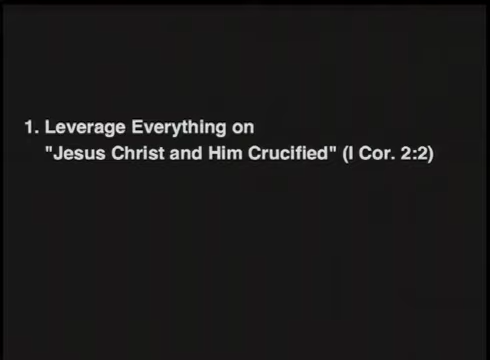 1. Leverage Everything on
"Jesus Christ and Him Crucified" (I Cor. 2:2)